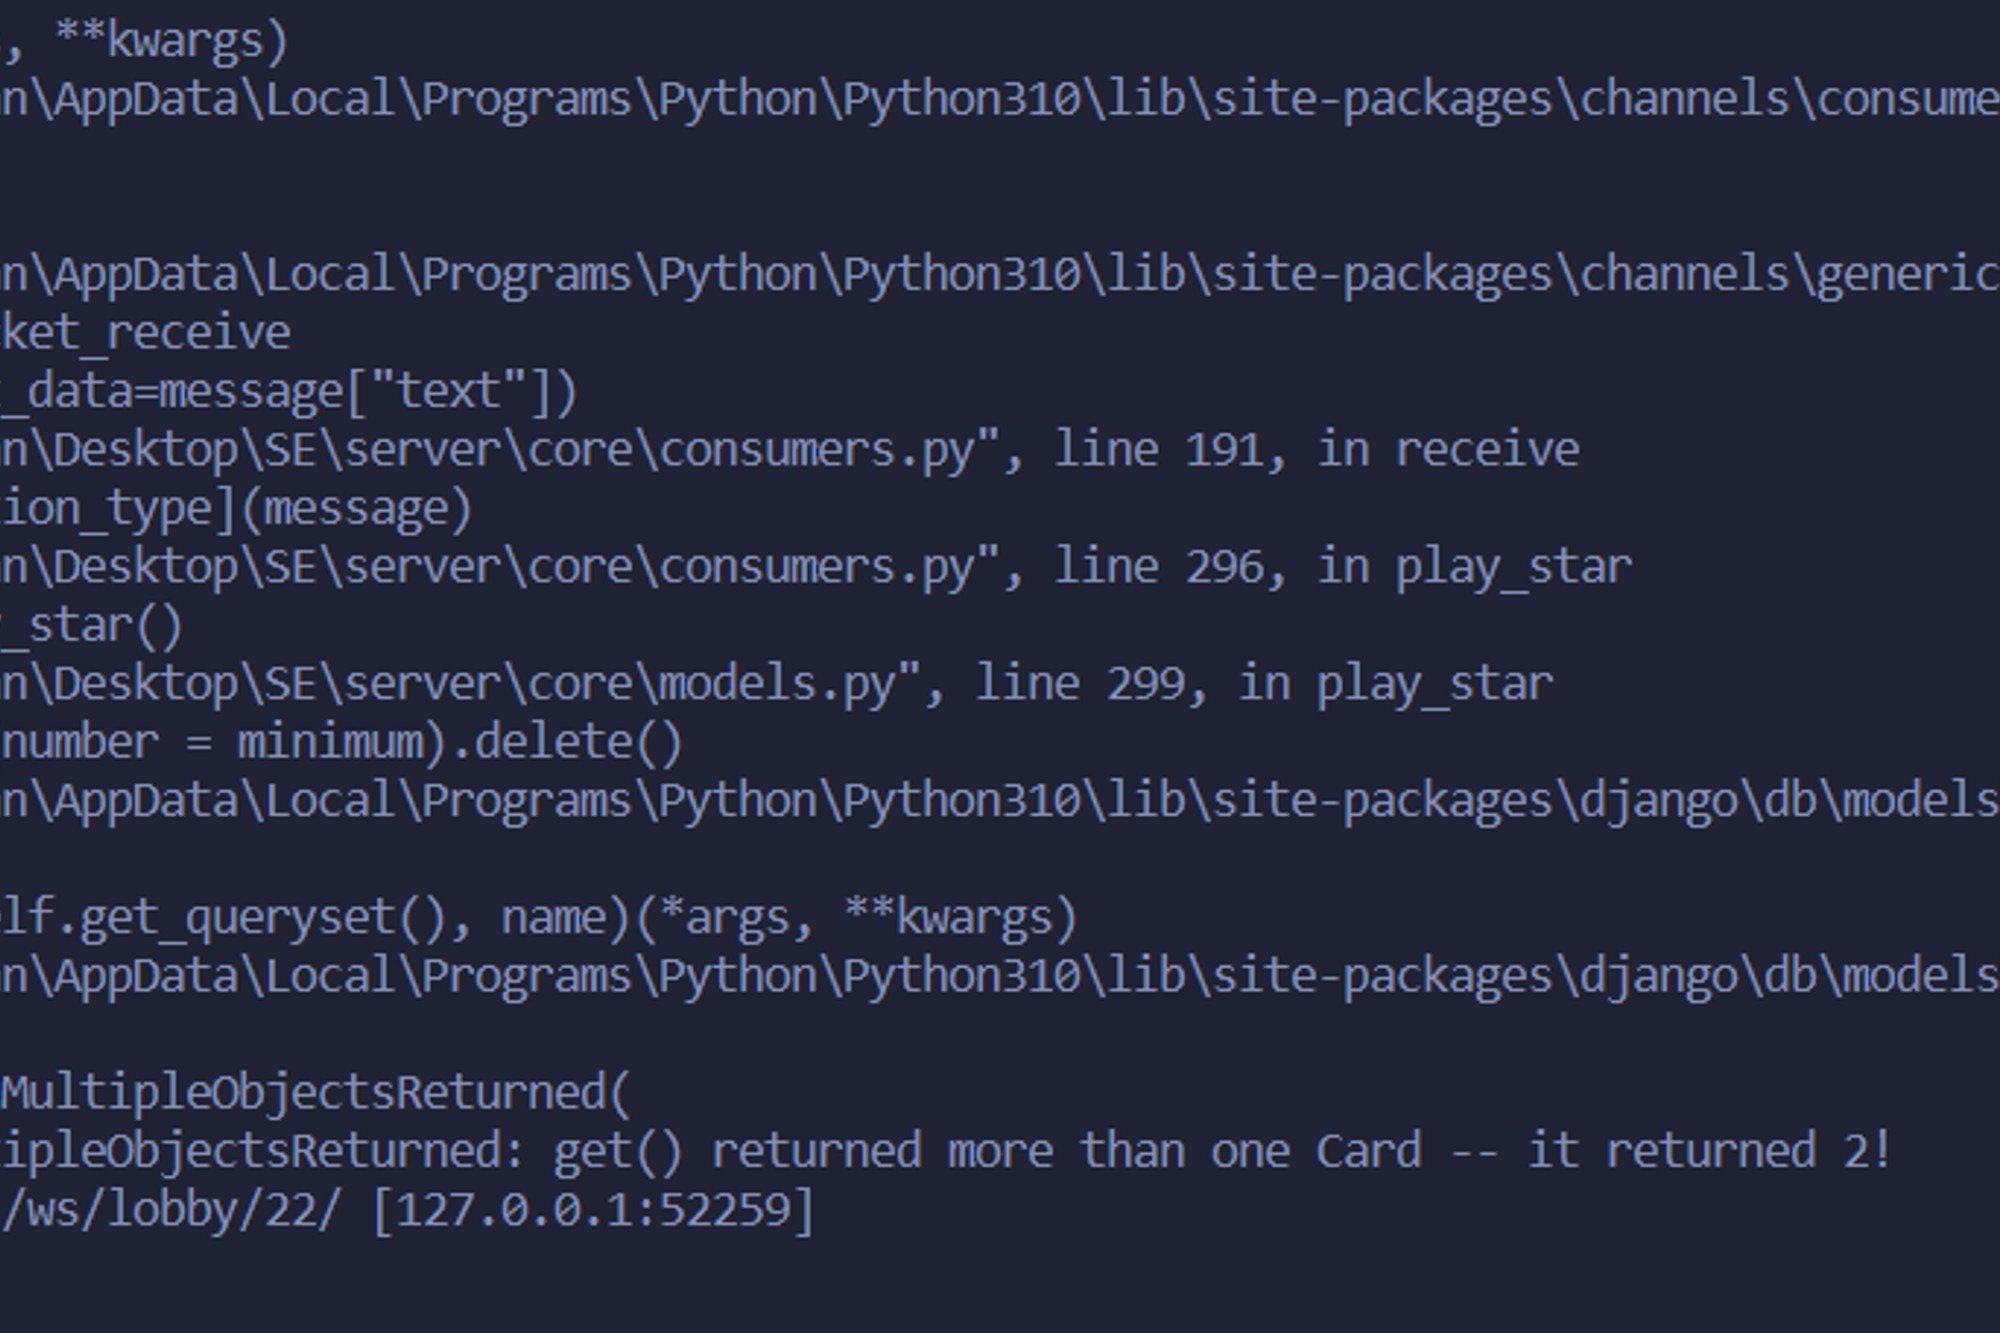 , **kwargs)
n\AppData\Local\Programs\Python\Python310\lib\site-packages\channels\consume
n\AppData\Local\Programs\Python\Python310\lib\site-packages\channels\generic
ket_receive
_data=message["text"])
n\Desktop\SE\server\core\consumers.py", line 191, in receive
ion_type](message)
n\Desktop\SE\server\core\consumers.py", line 296, in play_star
_star()
n\Desktop\SE\server\core\models.py", line 299, in play_star
number = minimum).delete()
n\AppData\Local\Programs\Python\Python310\lib\site-packages\django\db\models
lf.get_queryset(), name)(*args, **kwargs)
n\AppData\Local\Programs\Python\Python310\lib\site-packages\django\db\models
MultipleObjectsReturned(
ipleObjectsReturned: get() returned more than one Card -- it returned 2!
/ws/lobby/22/ [127.0.0.1:52259]